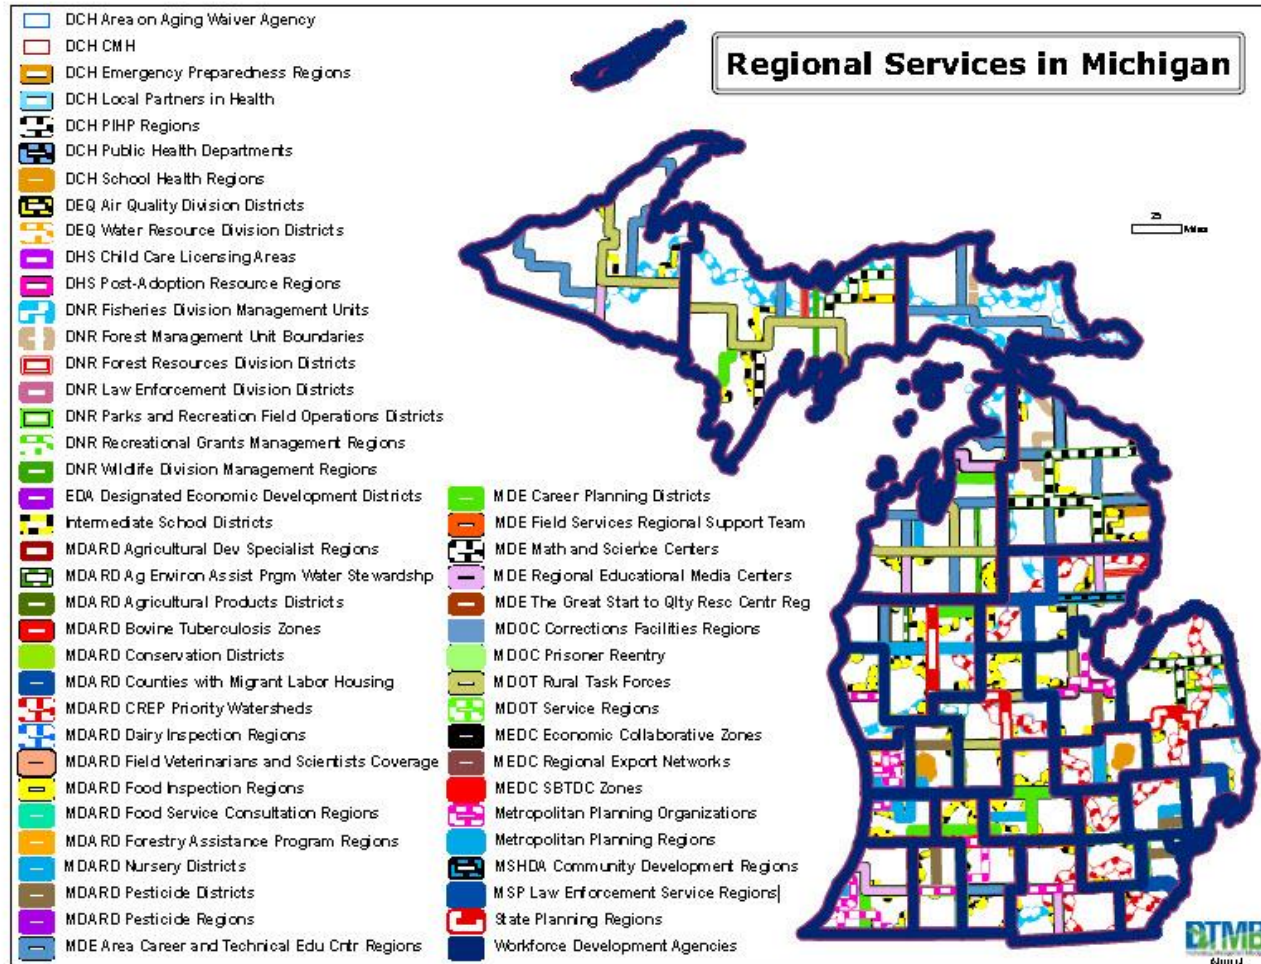 Regional Services in Michigan
DCH Area on Aging Waiver Agency
DCH CMH
DCH Emergency Preparedness Regions
DCH Local Partners in Health
DCH PIHP Regions
DCH Public Health Departments
DCH School Health Regions
DEQ Air Quality Division Districts
DEQ Water Resource Division Districts
DHS Child Care Licensing Areas
DHS Post-Adoption Resource Regions
DNR Fisheries Division Management Units
DNR Forest Management Unit Boundaries
DNR Forest Resources Division Districts
DNR Law Enforcement Division Districts
DNR Parks and Recreation Field Operations Districts
DNR Recreational Grants Management Regions
DNR Wildlife Division Management Regions
EDA Designated Economic Development Districts
Intermediate School Districts
MDARD Agricultural Dev Specialist Regions
MDARD Ag Environ Assist Prgm Water Stewardshp
MDARD Agricultural Products Districts
MDARD Bovine Tuberculosis Zones
MDARD Conservation Districts
MDARD Counties with Migrant Labor Housing
MDARD CREP Priority Watersheds
MDARD Dairy Inspection Regions
MDARD Field Veterinarians and Scientists Coverage
MDARD Food Inspection Regions
MDARD Food Service Consultation Regions
MDARD Forestry Assistance Program Regions
MDARD Nursery Districts
MDARD Pesticide Districts
MDARD Pesticide Regions
MDE Area Career and Technical Edu Cntr Regions
MDE Career Planning Districts
MDE Field Services Regional Support Team
MDE Math and Science Centers
MDE Regional Educational Media Centers
MDE The Great Start to Qlty Resc Centr Reg
MDOC Corrections Facilities Regions
MDOC Prisoner Reentry
MDOT Rural Task Forces
MDOT Service Regions
MEDC Economic Collaborative Zones
MEDC Regional Export Networks
MEDC SBTDC Zones
Metropolitan Planning Organizations
Metropolitan Planning Regions
MSHDA Community Development Regions
MSP Law Enforcement Service Regions
State Planning Regions
Workforce Development Agencies
25
Miles
DTMB